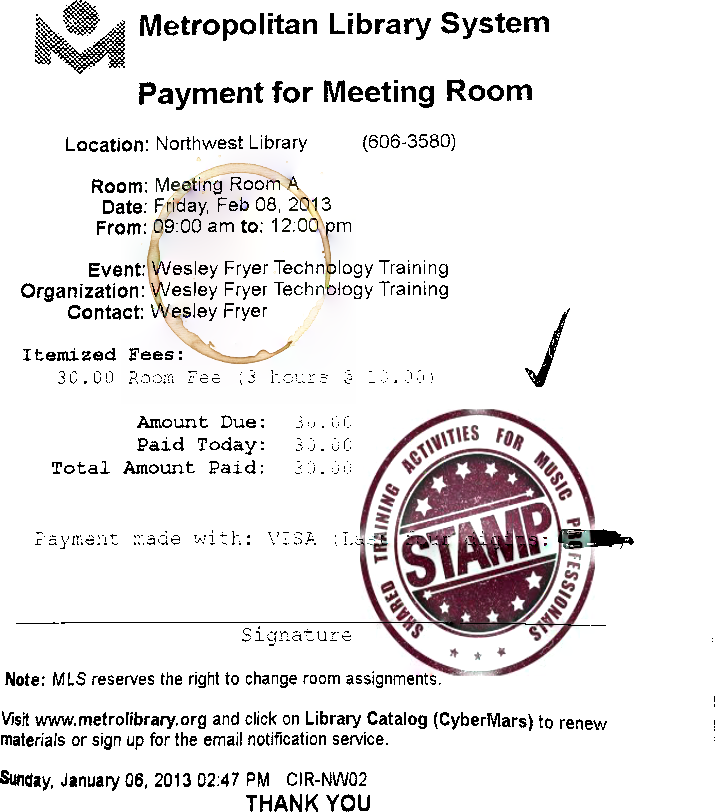 Metropolitan Library System
Payment for Meeting Room
Location: Northwest Library (606-3580)
Room: Meeting Room A
Date: Friday, Feb 08, 2013
From: 09:00 am to: 12:00 pm
Event: Wesley Fryer Technology Training
Organization: Wesley Fryer Technology Training
Contact: Wesley Fryer
Itemized Fees:
30.00 Room Fee (3 hours @ 10.00)
Amount Due: 30.00
Paid Today: 30.00
Total Amount Paid: 30.00
SHARED TRAINING ACTIVITIES FOR MUSIC PROFESSIONALS
STAMP
Payment made with: VISA (Last four digits:
Signature
Note: MLS reserves the right to change room assignments.
Visit www.metrolibrary.org and click on Library Catalog (CyberMars) to renew
materials or sign up for the email notification service.
Sunday, January 06, 2013 02:47 PM CIR-NW02
THANK YOU